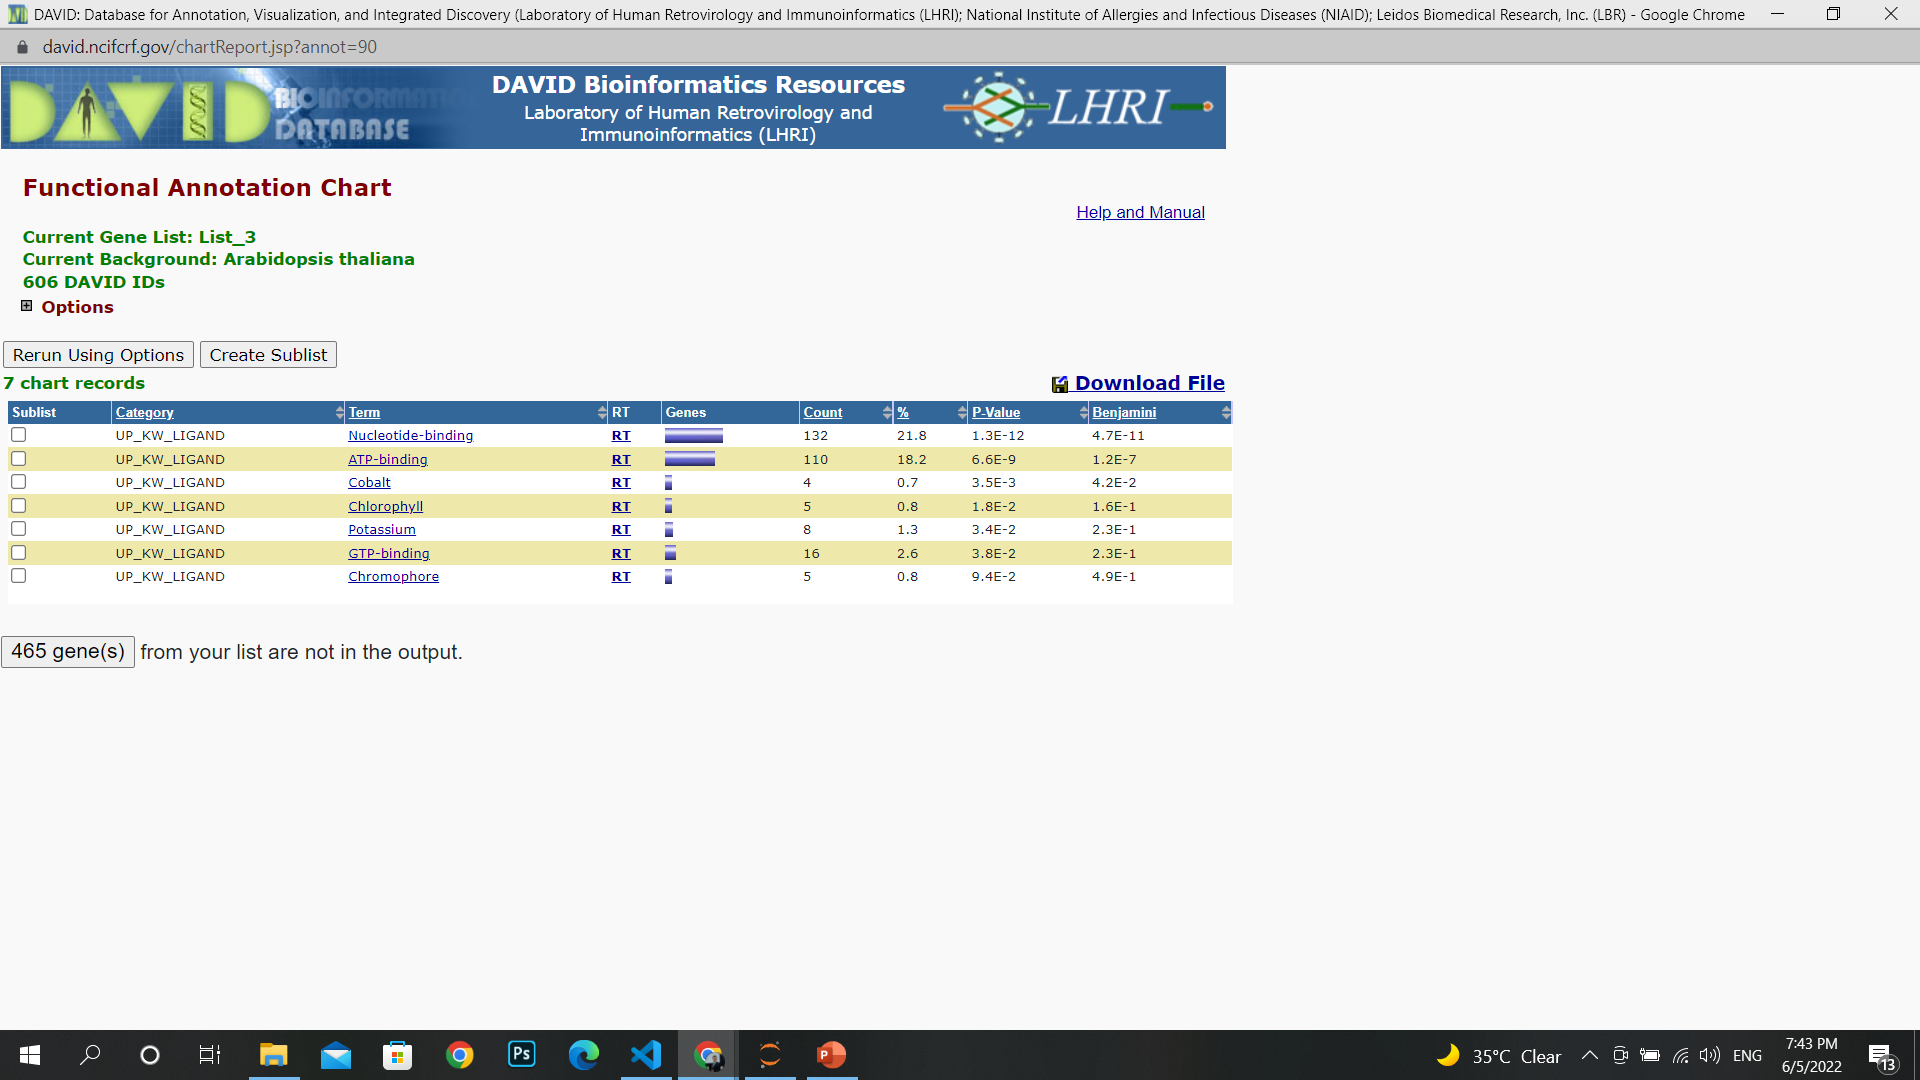 DAVID: Database for Annotation, Visualization, and Integrated Discovery (Laboratory of Human Retrovirology and Immunoinformatics (LHRI); National Institute of Allergies and Infectious Diseases (NIAID); Leidos Biomedical Research, Inc. (LBR) - Google Chrome
david.ncifcrf.gov/chartReport.jsp?annot=90
DAVID BIOINFORMATICS DATABASE
DAVID Bioinformatics Resources
Laboratory of Human Retrovirology and
Immunoinformatics (LHRI)
LHRI
Functional Annotation Chart
Help and Manual
Current Gene List: List_3
Current Background: Arabidopsis thaliana
606 DAVID IDs
Options
Rerun Using Options Create Sublist
7 chart records Download File
Sublist Category Term RT Genes Count % P-Value Benjamini
UP_KW_LIGAND Nucleotide-binding RT 132 21.8 1.3E-12 4.7E-11
UP_KW_LIGAND ATP-binding RT 110 18.2 6.6E-9 1.2E-7
UP_KW_LIGAND Cobalt RT 4 0.7 3.5E-3 4.2E-2
UP_KW_LIGAND Chlorophyll RT 5 0.8 1.8E-2 1.6E-1
UP_KW_LIGAND Potassium RT 8 1.3 3.4E-2 2.3E-1
UP_KW_LIGAND GTP-binding RT 16 2.6 3.8E-2 2.3E-1
UP_KW_LIGAND Chromophore RT 5 0.8 9.4E-2 4.9E-1
465 gene(s) from your list are not in the output.
Ps
P
35°C Clear
ENG
7:43 PM
6/5/2022
13